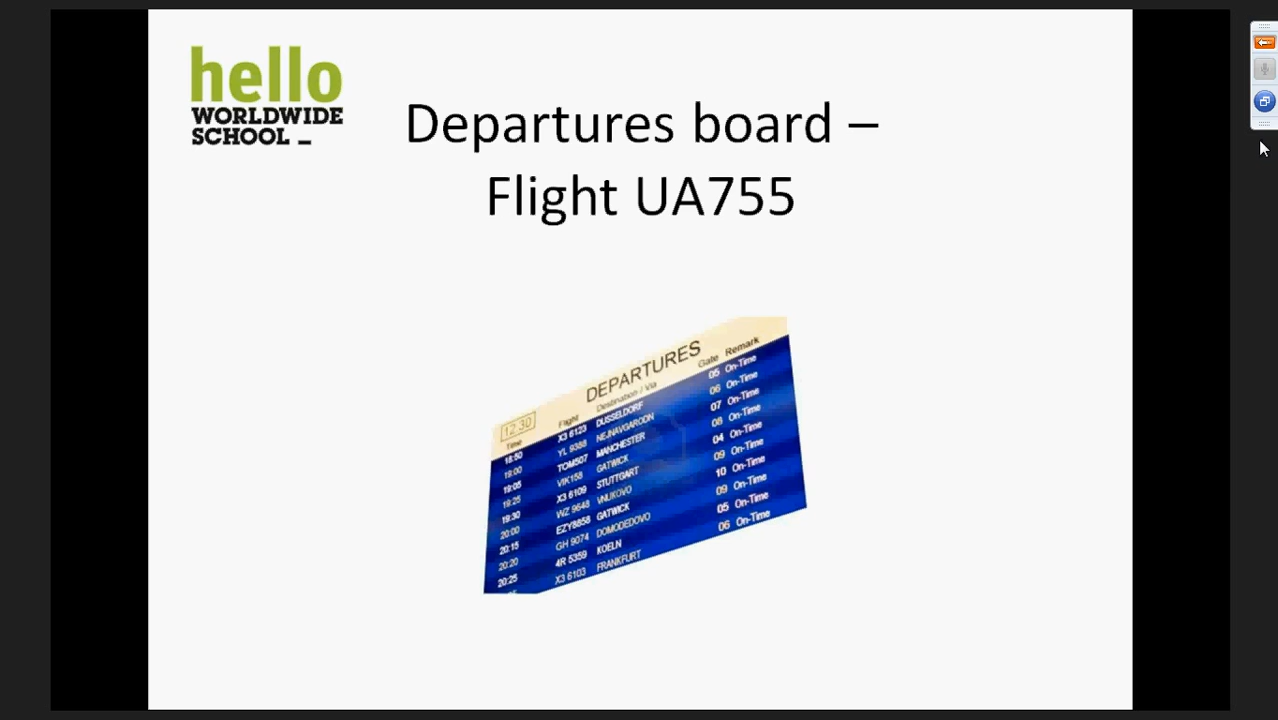 hello
WORLDWIDE
SCHOOL _
Departures board –
Flight UA755
DEPARTURES
12:30
Time Flight Destination / Via Gate Remark
18:50 X3 6123 DUSSELDORF 05 On-Time
19:00 YL 9388 06 On-Time
19:05 TOM507 MANCHESTER 07 On-Time
19:25 VIK158 GATWICK 08 On-Time
19:30 X3 6109 STUTTGART 04 On-Time
20:00 WZ 9648 VNUKOVO 09 On-Time
20:15 EZY8858 GATWICK 10 On-Time
20:20 GH 9074 DOMODEDOVO 09 On-Time
20:25 4R 5359 KOELN 05 On-Time
X3 6103 FRANKFURT 06 On-Time